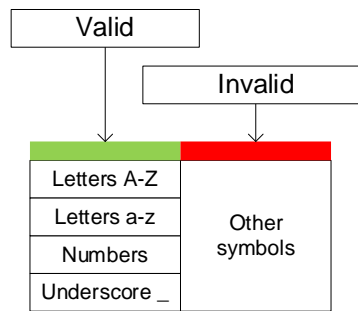 Valid
Invalid
Letters A-Z
Letters a-z
Numbers
Underscore _
Other
symbols